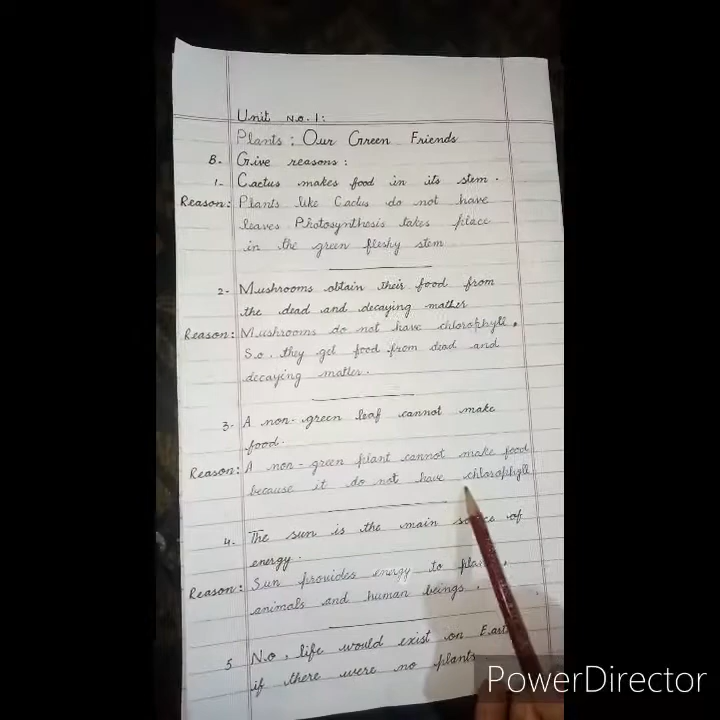 Unit No. 1:
Plants: Our Green Friends
B- Give reasons:
1- Cactus makes food in its stem.
Reason: Plants like Cactus do not have
leaves Photosynthesis takes place
in the green fleshy stem
2- Mushrooms obtain their food from
the dead and decaying matter
Reason: Mushrooms do not have chlorophyll.
So, they get food from dead and
decaying matter.
3- A non-green leaf cannot make
food.
Reason: A non-green plant cannot make food
because it do not have chlorophyll
4. The sun is the main of
energy.
Reason: Sun provides energy to
animals and human beings.
5 No, life would exist on Earth
if there were no plants
PowerDirector